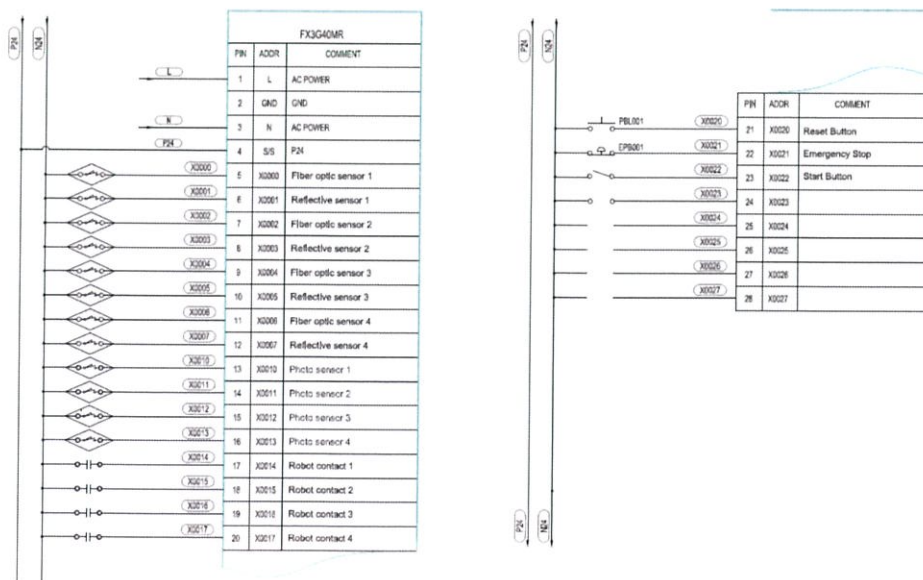 P24
N24
FX3G40MR
PIN ADDR COMMENT
L 1 L AC POWER
2 GND GND
N 3 N AC POWER
P24 4 S/S P24
X0000 5 X0000 Fiber optic sensor 1
X0001 6 X0001 Reflective sensor 1
X0002 7 X0002 Fiber optic sensor 2
X0003 8 X0003 Reflective sensor 2
X0004 9 X0004 Fiber optic sensor 3
X0005 10 X0005 Reflective sensor 3
X0006 11 X0006 Fiber optic sensor 4
X0007 12 X0007 Reflective sensor 4
X0010 13 X0010 Photo sensor 1
X0011 14 X0011 Photo sensor 2
X0012 15 X0012 Photo sensor 3
X0013 16 X0013 Photo sensor 4
X0014 17 X0014 Robot contact 1
X0015 18 X0015 Robot contact 2
X0016 19 X0016 Robot contact 3
X0017 20 X0017 Robot contact 4
P24
N24
PIN ADDR COMMENT
PBL001 X0020 21 X0020 Reset Button
EPB001 X0021 22 X0021 Emergency Stop
X0022 23 X0022 Start Button
X0023 24 X0023
X0024 25 X0024
X0025 26 X0025
X0026 27 X0026
X0027 28 X0027
P24
N24